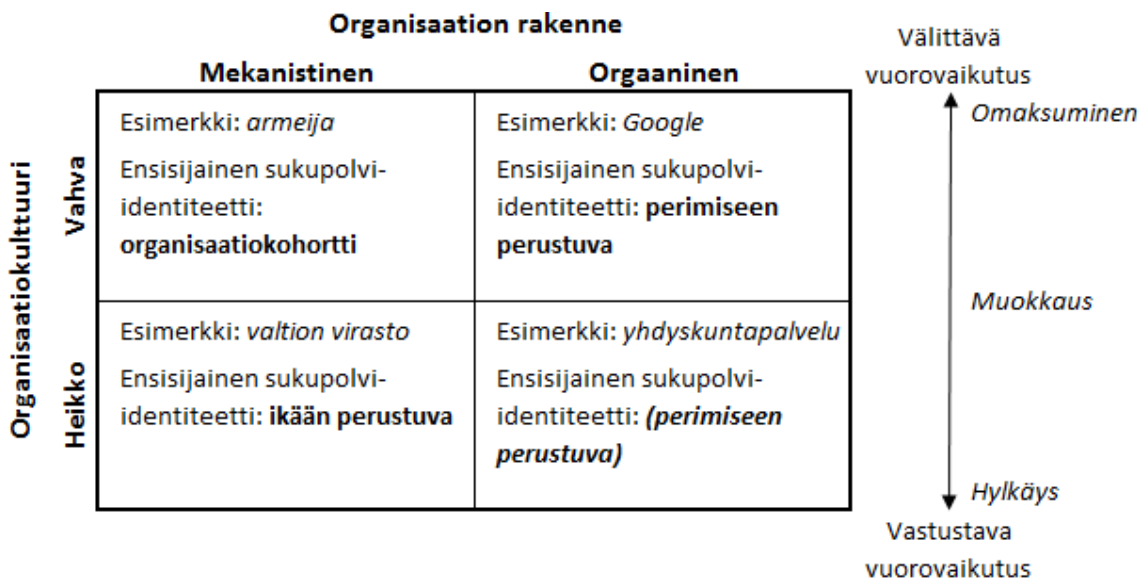 Organisaation rakenne
Mekanistinen
Orgaaninen
Organisaatiokulttuuri
Vahva
Esimerkki: armeija
Ensisijainen sukupolvi-
identiteetti:
organisaatiokohortti
Esimerkki: Google
Ensisijainen sukupolvi-
identiteetti: perimiseen
perustuva
Heikko
Esimerkki: valtion virasto
Ensisijainen sukupolvi-
identiteetti: ikään perustuva
Esimerkki: yhdyskuntapalvelu
Ensisijainen sukupolvi-
identiteetti: (perimiseen
perustuva)
Välittävä
vuorovaikutus
Omaksuminen
Muokkaus
Hylkäys
Vastustava
vuorovaikutus